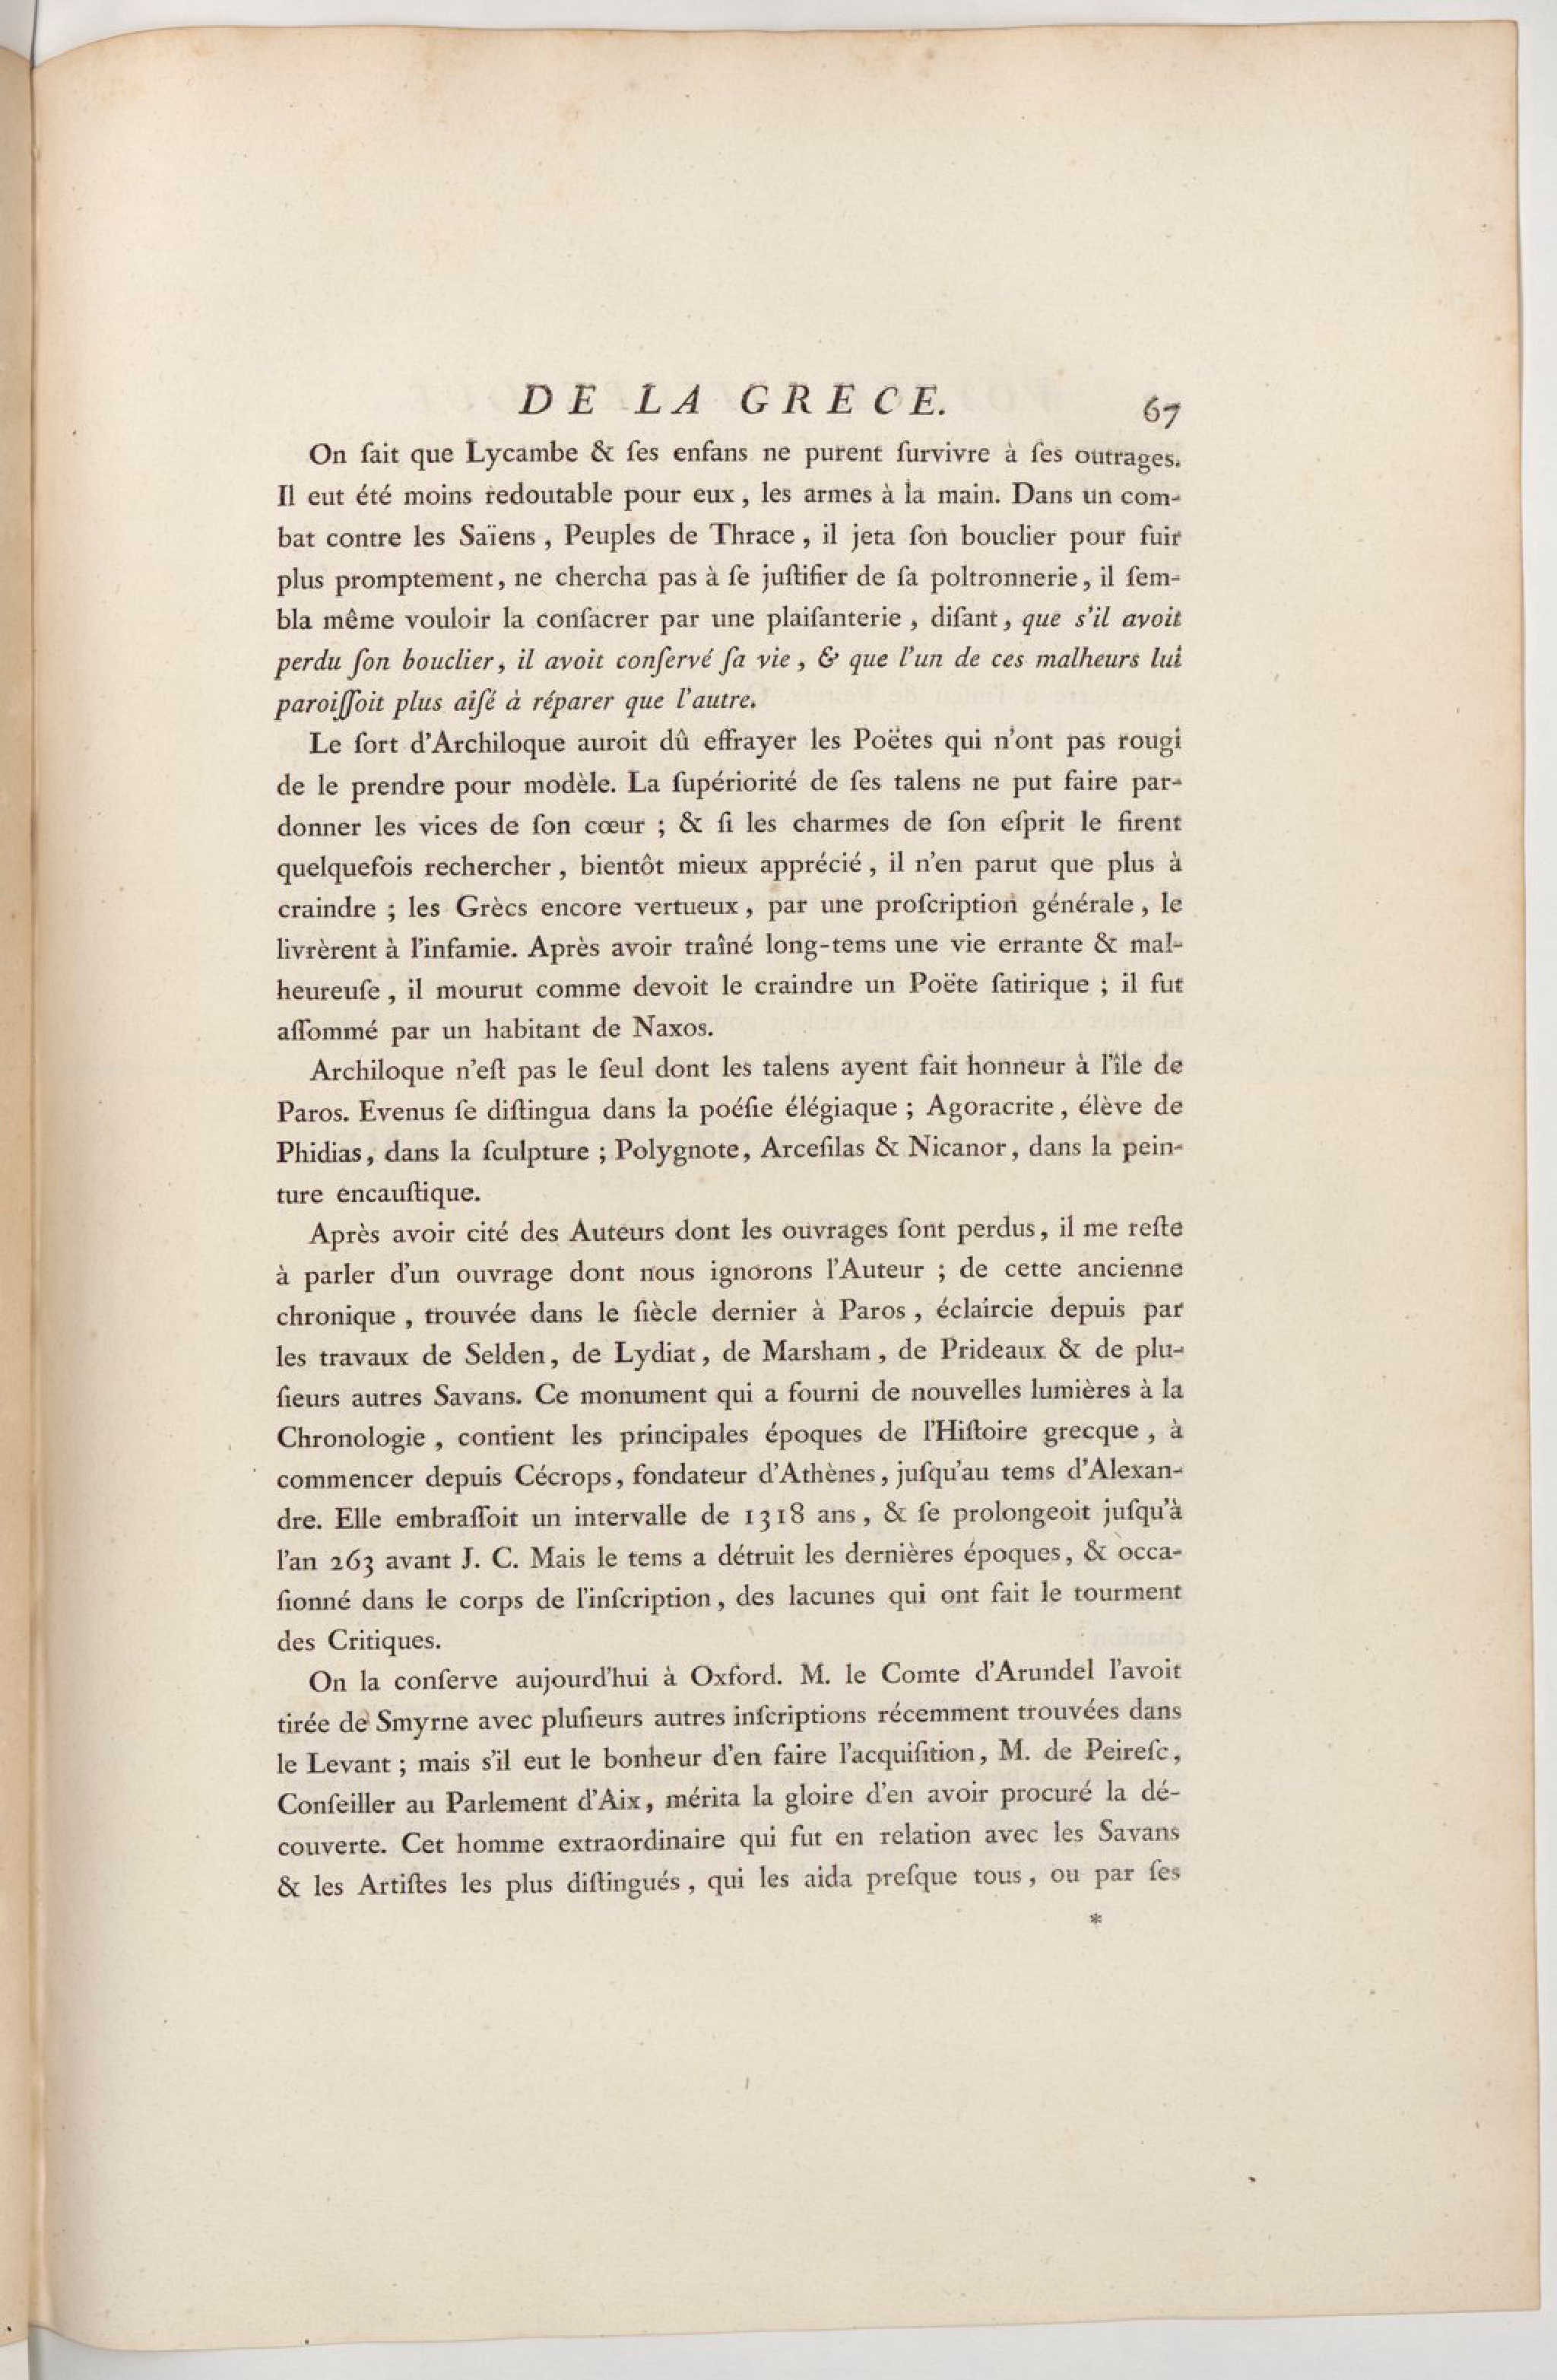 DE LA GRECE. 67
On ſait que Lycambe & ſes enfans ne purent ſurvivre à ſes outrages.
Il eut été moins redoutable pour eux, les armes à la main. Dans un com-
bat contre les Saïens, Peuples de Thrace, il jeta ſon bouclier pour fuir
plus promptement, ne chercha pas à ſe juſtifier de ſa poltronnerie, il ſem-
bla même vouloir la conſacrer par une plaiſanterie, diſant, que s'il avoit
perdu ſon bouclier, il avoit conſervé ſa vie, & que l'un de ces malheurs lui
paroiſſoit plus aiſé à réparer que l'autre.
Le ſort d'Archiloque auroit dû effrayer les Poëtes qui n'ont pas rougi
de le prendre pour modèle. La ſupériorité de ſes talens ne put faire par-
donner les vices de ſon cœur ; & ſi les charmes de ſon eſprit le firent
quelquefois rechercher, bientôt mieux apprécié, il n'en parut que plus à
craindre ; les Grècs encore vertueux, par une proſcription générale, le
livrèrent à l'infamie. Après avoir traîné long-tems une vie errante & mal-
heureuſe, il mourut comme devoit le craindre un Poëte ſatirique ; il fut
aſſommé par un habitant de Naxos.
Archiloque n'eſt pas le ſeul dont les talens ayent fait honneur à l'île de
Paros. Evenus ſe diſtingua dans la poéſie élégiaque ; Agoracrite, élève de
Phidias, dans la ſculpture ; Polygnote, Arceſilas & Nicanor, dans la pein-
ture encauſtique.
Après avoir cité des Auteurs dont les ouvrages ſont perdus, il me reſte
à parler d'un ouvrage dont nous ignorons l'Auteur ; de cette ancienne
chronique, trouvée dans le ſiècle dernier à Paros, éclaircie depuis par
les travaux de Selden, de Lydiat, de Marsham, de Prideaux & de plu-
ſieurs autres Savans. Ce monument qui a fourni de nouvelles lumières à la
Chronologie, contient les principales époques de l'Hiſtoire grecque, à
commencer depuis Cécrops, fondateur d'Athènes, juſqu'au tems d'Alexan-
dre. Elle embraſſoit un intervalle de 1318 ans, & ſe prolongeoit juſqu'à
l'an 263 avant J. C. Mais le tems a détruit les dernières époques, & occa-
ſionné dans le corps de l'inſcription, des lacunes qui ont fait le tourment
des Critiques.
On la conſerve aujourd'hui à Oxford. M. le Comte d'Arundel l'avoit
tirée de Smyrne avec pluſieurs autres inſcriptions récemment trouvées dans
le Levant ; mais s'il eut le bonheur d'en faire l'acquiſition, M. de Peireſc,
Conſeiller au Parlement d'Aix, mérita la gloire d'en avoir procuré la dé-
couverte. Cet homme extraordinaire qui fut en relation avec les Savans
& les Artiſtes les plus diſtingués, qui les aida preſque tous, ou par ſes
*